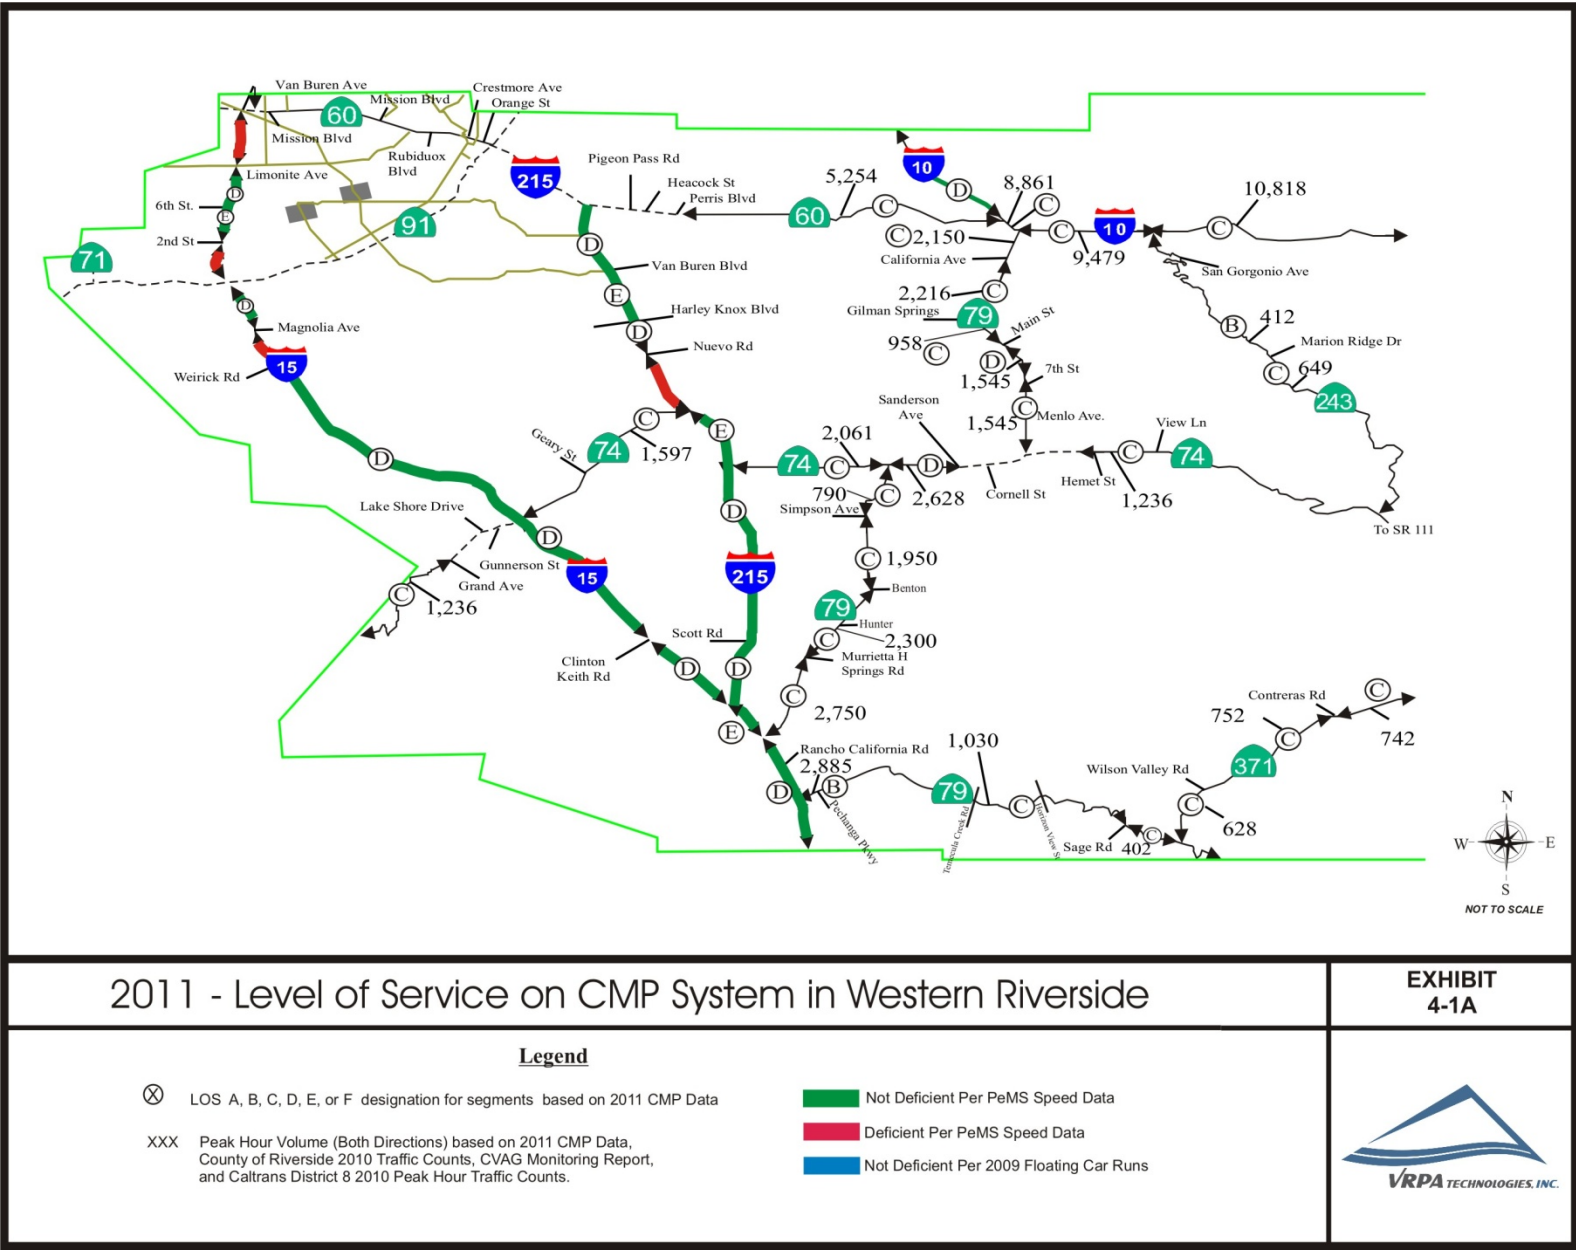 Van Buren Ave
Crestmore Ave
Mission Blvd
Orange St
60
Mission Blvd
Rubidoux
Blvd
Limonite Ave
215
Pigeon Pass Rd
Heacock St
Perris Blvd
5,254
C
60
10
D
8,861
C
10,818
C
2,150
C
10
C
9,479
California Ave
San Gorgonio Ave
D
6th St.
E
2nd St
91
71
D
Van Buren Blvd
E
Harley Knox Blvd
D
Nuevo Rd
2,216
C
Gilman Springs
79
Main St
958
C
D
1,545
7th St
B
412
Marion Ridge Dr
C
649
243
D
Magnolia Ave
15
Weirick Rd
C
1,545
Menlo Ave.
Sanderson
Ave
View Ln
C
74
1,597
Geary St
E
2,061
74
C
D
2,628
Cornell St
Hemet St
C
1,236
74
To SR 111
D
790
C
Simpson Ave
D
Lake Shore Drive
D
Gunnerson St
Grand Ave
C
1,236
15
215
C
1,950
Benton
79
Hunter
C
2,300
Murrietta H
Springs Rd
Scott Rd
Clinton
Keith Rd
D
D
C
2,750
E
Rancho California Rd
2,885
D
B
Pechanga Pkwy
79
Temecula Creek Rd
1,030
C
Horizon View St
Sage Rd
402
C
Wilson Valley Rd
C
628
371
752
C
Contreras Rd
C
742
N
W
E
S
NOT TO SCALE
2011 - Level of Service on CMP System in Western Riverside
EXHIBIT
4-1A
Legend
X LOS A, B, C, D, E, or F designation for segments based on 2011 CMP Data
XXX Peak Hour Volume (Both Directions) based on 2011 CMP Data,
County of Riverside 2010 Traffic Counts, CVAG Monitoring Report,
and Caltrans District 8 2010 Peak Hour Traffic Counts.
Not Deficient Per PeMS Speed Data
Deficient Per PeMS Speed Data
Not Deficient Per 2009 Floating Car Runs
VRPA TECHNOLOGIES, INC.